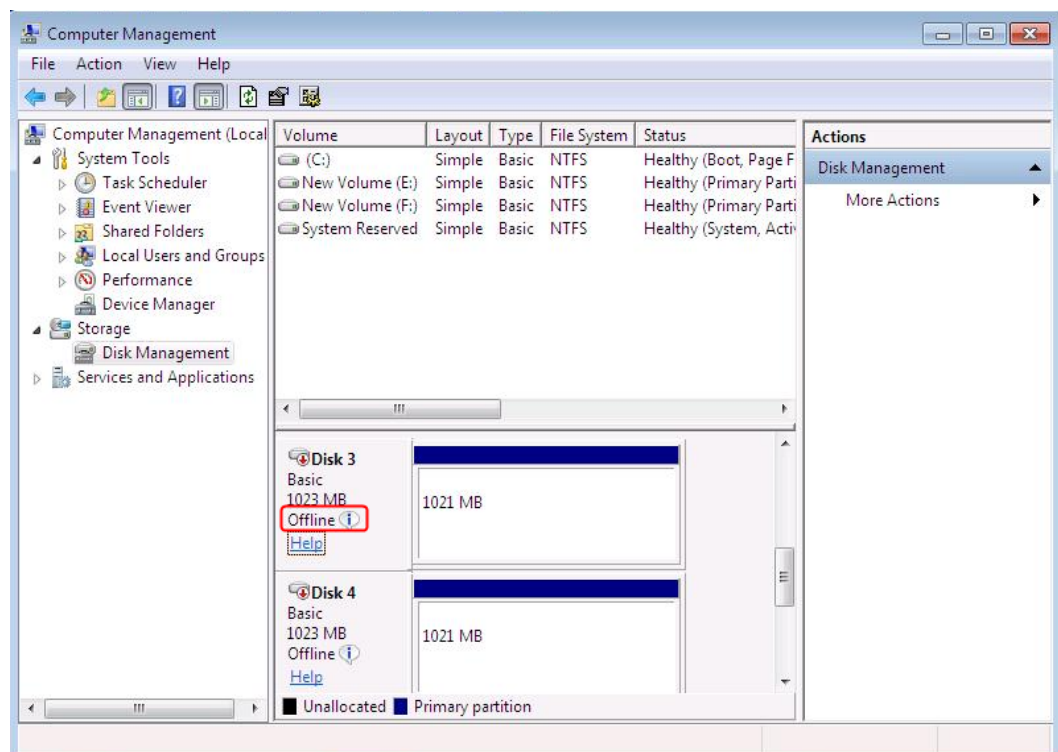 Computer Management
File Action View Help
Computer Management (Local
System Tools
Task Scheduler
Event Viewer
Shared Folders
Local Users and Groups
Performance
Device Manager
Storage
Disk Management
Services and Applications
Volume Layout Type File System Status
(C:) Simple Basic NTFS Healthy (Boot, Page F
New Volume (E:) Simple Basic NTFS Healthy (Primary Parti
New Volume (F:) Simple Basic NTFS Healthy (Primary Parti
System Reserved Simple Basic NTFS Healthy (System, Activ
Disk 3
Basic
1023 MB
Offline
Help
1021 MB
Disk 4
Basic
1023 MB
Offline
Help
1021 MB
Unallocated Primary partition
Actions
Disk Management
More Actions